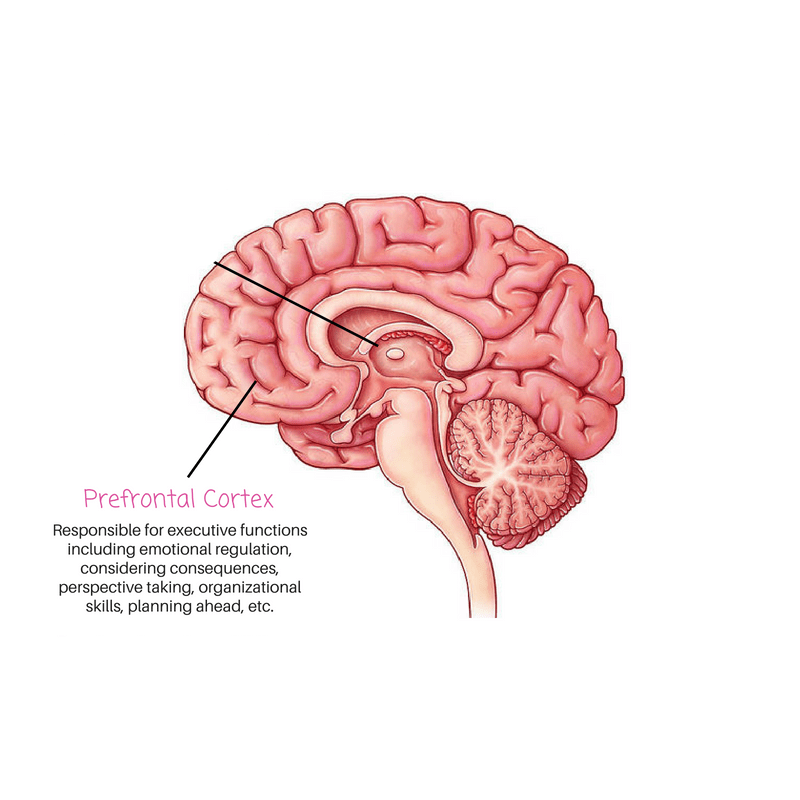 Prefrontal Cortex
Responsible for executive functions
including emotional regulation,
considering consequences,
perspective taking, organizational
skills, planning ahead, etc.